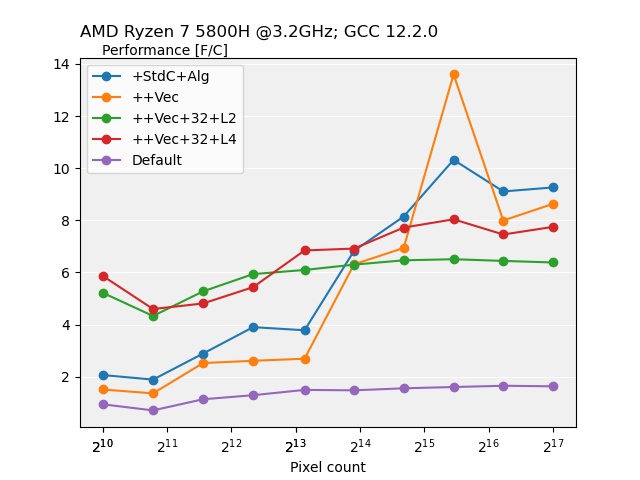 AMD Ryzen 7 5800H @3.2GHz; GCC 12.2.0
Performance [F/C]
+StdC+Alg
++Vec
++Vec+32+L2
++Vec+32+L4
Default
14
12
10
8
6
4
2
2^10 2^11 2^12 2^13 2^14 2^15 2^16 2^17
Pixel count